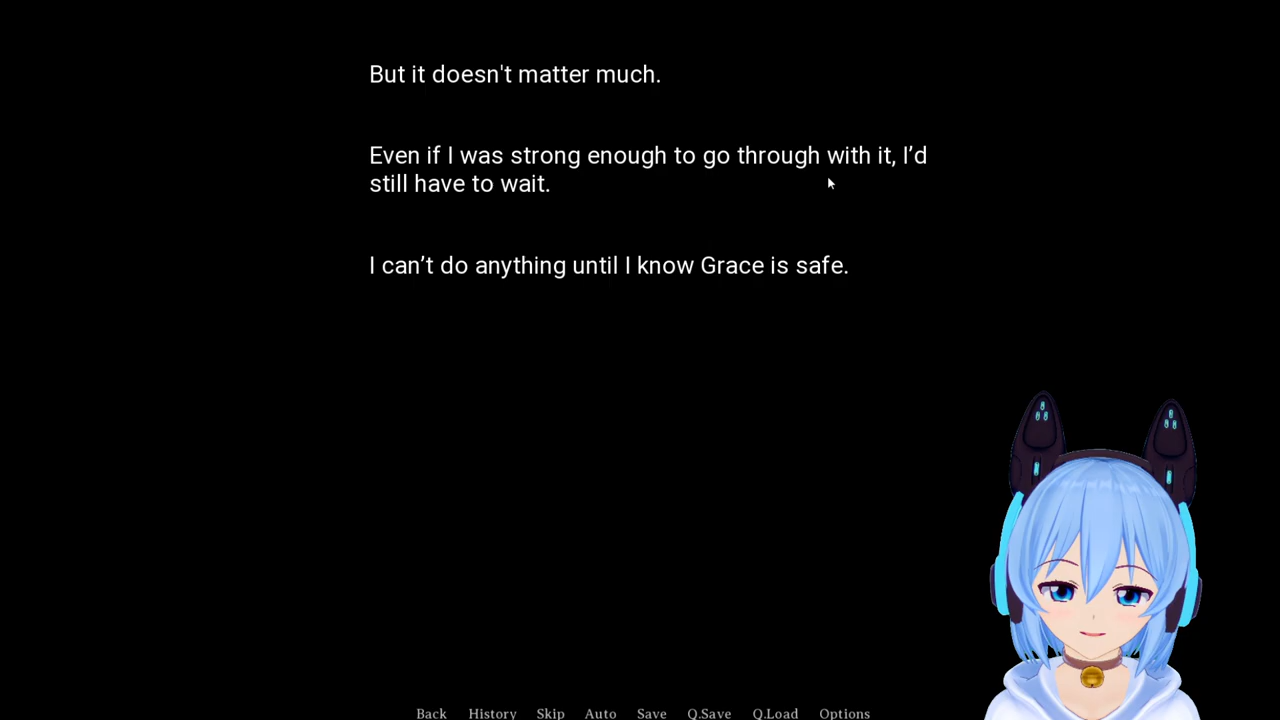 But it doesn't matter much.
Even if I was strong enough to go through with it, I’d
still have to wait.
I can’t do anything until I know Grace is safe.
Back History Skip Auto Save Q.Save Q.Load Options